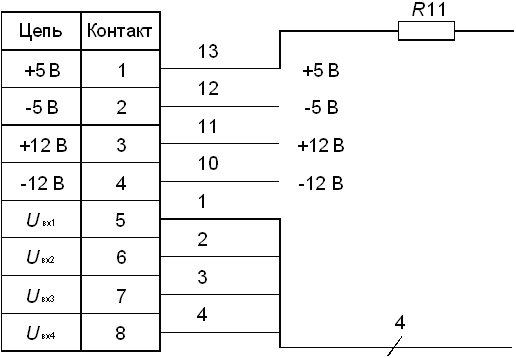 R11
Цепь Контакт 13
+5 В 1 +5 В
12
-5 В 2 -5 В
11
+12 В 3 +12 В
10
-12 В 4 -12 В
1
Uвх1 5
2
Uвх2 6
3
Uвх3 7
4
Uвх4 8 4